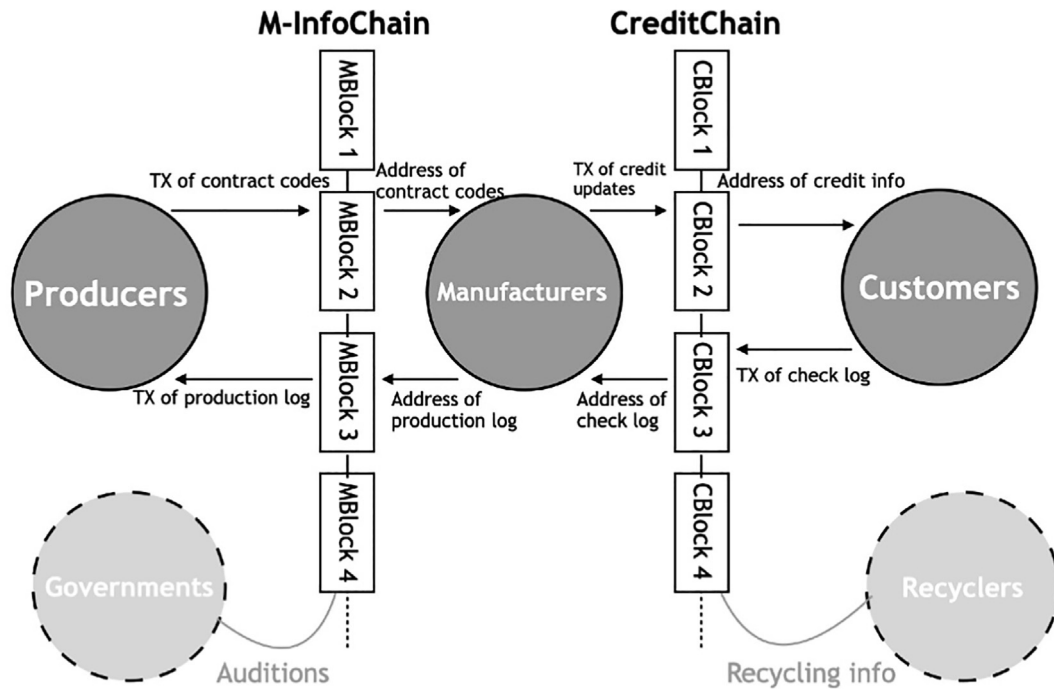 M-InfoChain
CreditChain
MBlock 1
CBlock 1
TX of contract codes
Address of
contract codes
TX of credit
updates
Address of credit info
MBlock 2
CBlock 2
Producers
Manufacturers
Customers
MBlock 3
CBlock 3
TX of production log
Address of
production log
Address of
check log
TX of check log
MBlock 4
CBlock 4
Governments
Recyclers
Auditions
Recycling info